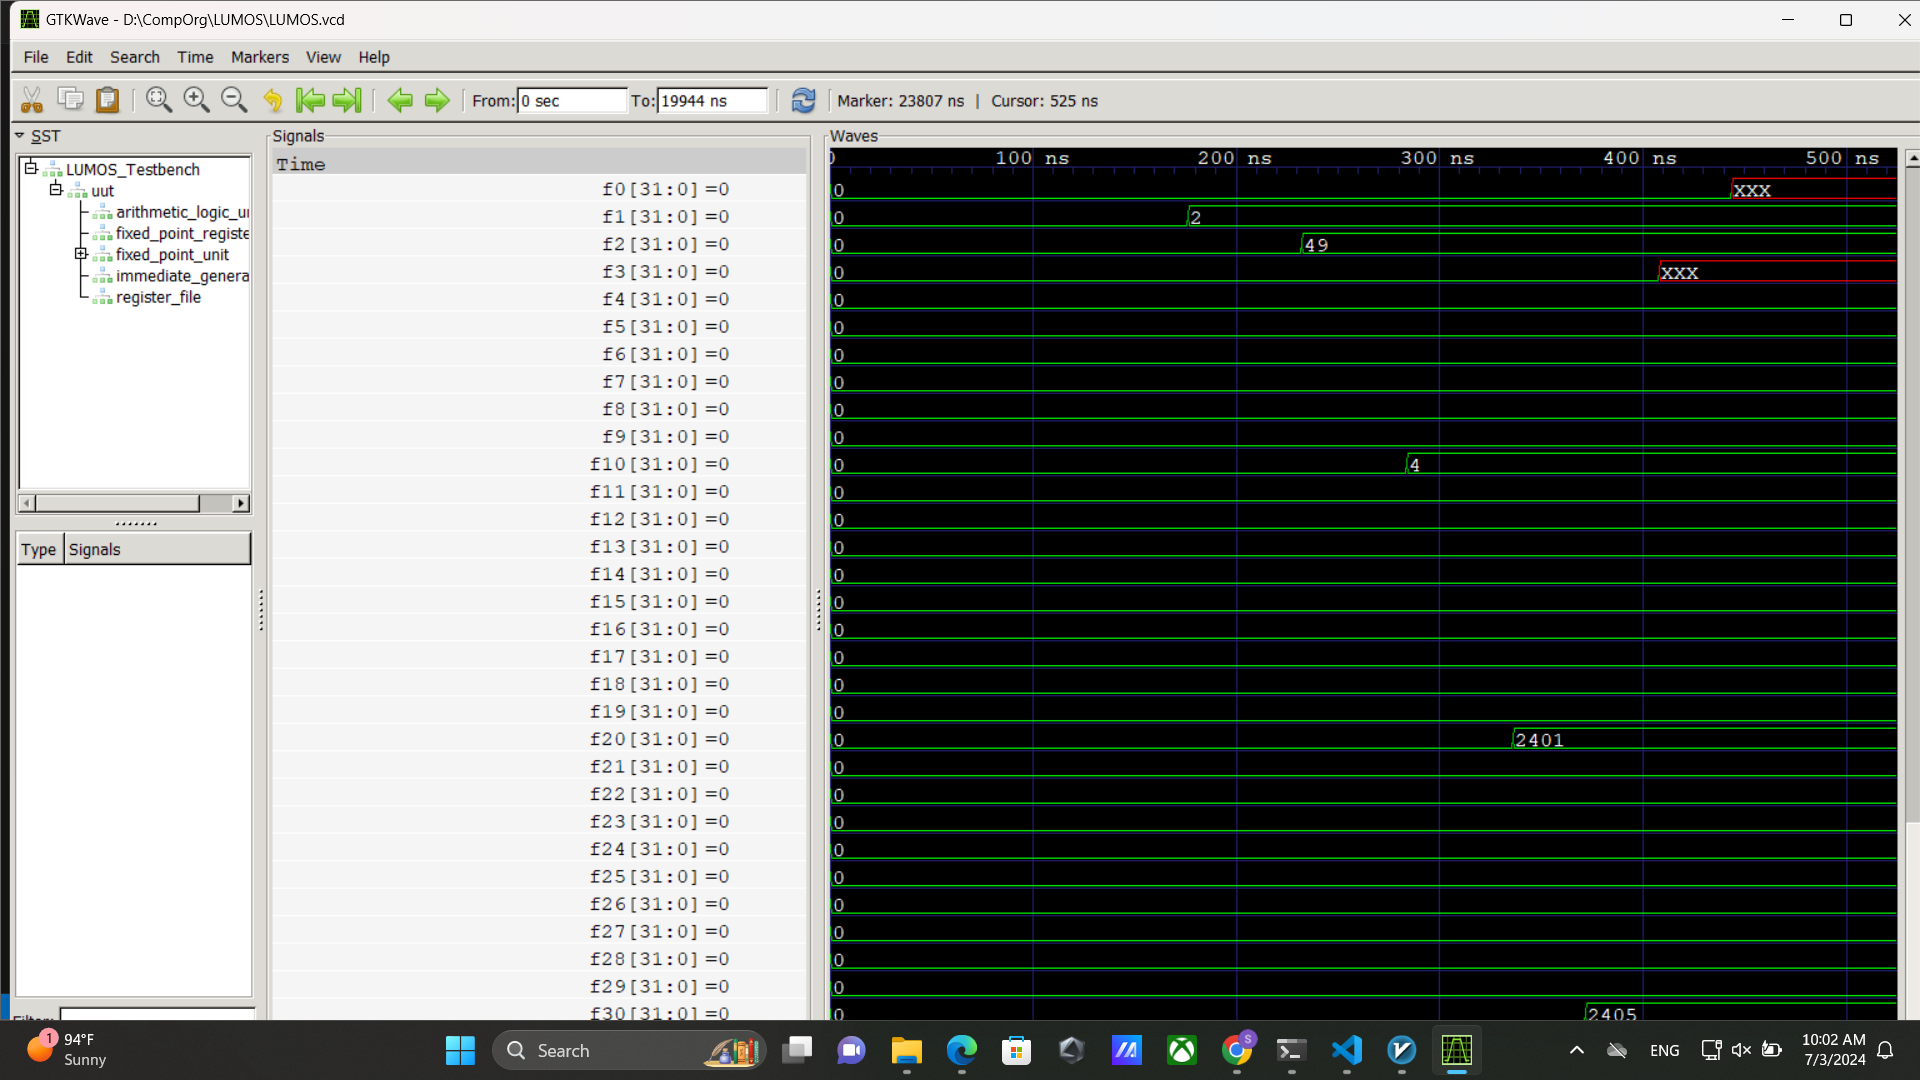 GTKWave - D:\CompOrg\LUMOS\LUMOS.vcd
File Edit Search Time Markers View Help
From: 0 sec To: 19944 ns Marker: 23807 ns | Cursor: 525 ns
SST
LUMOS_Testbench
uut
arithmetic_logic_u
fixed_point_registe
fixed_point_unit
immediate_genera
register_file
Type Signals
Signals
Time
f0[31:0]=0
f1[31:0]=0
f2[31:0]=0
f3[31:0]=0
f4[31:0]=0
f5[31:0]=0
f6[31:0]=0
f7[31:0]=0
f8[31:0]=0
f9[31:0]=0
f10[31:0]=0
f11[31:0]=0
f12[31:0]=0
f13[31:0]=0
f14[31:0]=0
f15[31:0]=0
f16[31:0]=0
f17[31:0]=0
f18[31:0]=0
f19[31:0]=0
f20[31:0]=0
f21[31:0]=0
f22[31:0]=0
f23[31:0]=0
f24[31:0]=0
f25[31:0]=0
f26[31:0]=0
f27[31:0]=0
f28[31:0]=0
f29[31:0]=0
f30[31:0]=0
Waves
0 100 ns 200 ns 300 ns 400 ns 500 ns
0 xxx
0 2
0 49
0 xxx
0
0
0
0
0
0
0 4
0
0
0
0
0
0
0
0
0
0 2401
0
0
0
0
0
0
0
0
0
0 2405
1
94°F
Sunny
Search
S
ENG
10:02 AM
7/3/2024